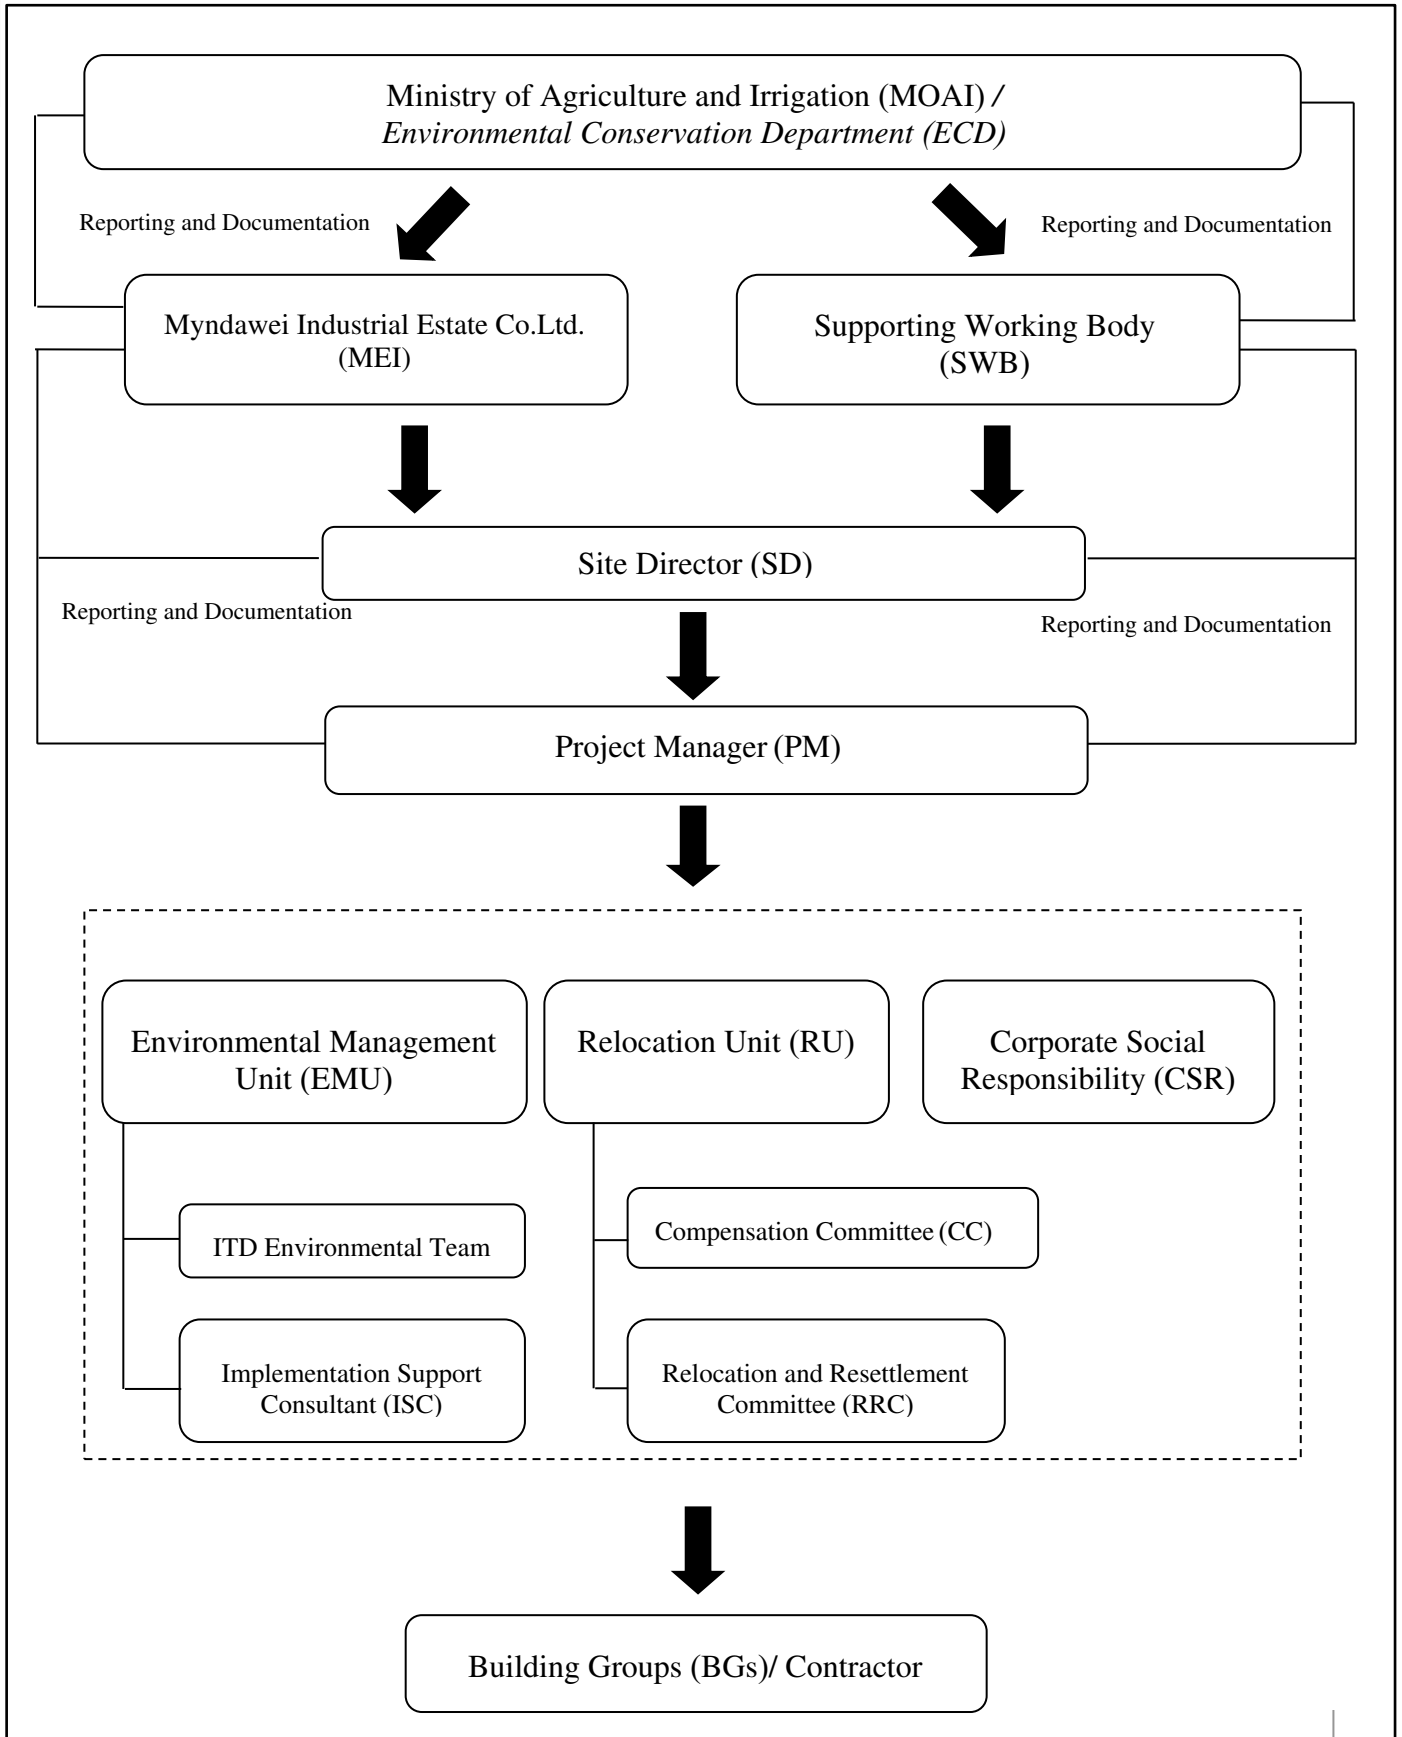 Ministry of Agriculture and Irrigation (MOAI) /
Environmental Conservation Department (ECD)
Reporting and Documentation
Reporting and Documentation
Myndawei Industrial Estate Co.Ltd.
(MEI)
Supporting Working Body
(SWB)
Site Director (SD)
Reporting and Documentation
Reporting and Documentation
Project Manager (PM)
Environmental Management
Unit (EMU)
Relocation Unit (RU)
Corporate Social
Responsibility (CSR)
ITD Environmental Team
Compensation Committee (CC)
Implementation Support
Consultant (ISC)
Relocation and Resettlement
Committee (RRC)
Building Groups (BGs)/ Contractor